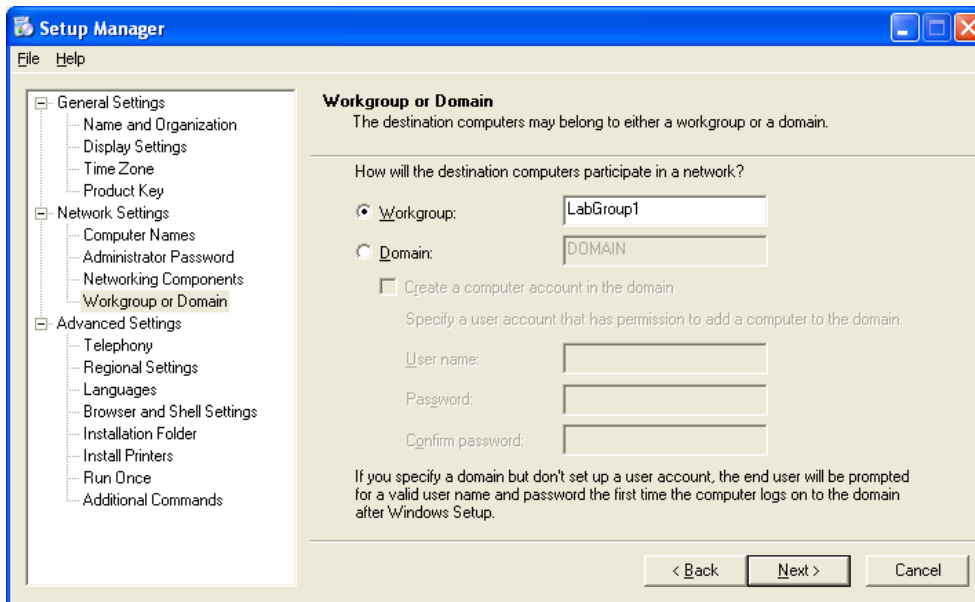 Setup Manager
File Help
General Settings
Name and Organization
Display Settings
Time Zone
Product Key
Network Settings
Computer Names
Administrator Password
Networking Components
Workgroup or Domain
Advanced Settings
Telephony
Regional Settings
Languages
Browser and Shell Settings
Installation Folder
Install Printers
Run Once
Additional Commands
Workgroup or Domain
The destination computers may belong to either a workgroup or a domain.
How will the destination computers participate in a network?
Workgroup: LabGroup1
Domain: DOMAIN
Create a computer account in the domain
Specify a user account that has permission to add a computer to the domain.
User name:
Password:
Confirm password:
If you specify a domain but don't set up a user account, the end user will be prompted
for a valid user name and password the first time the computer logs on to the domain
after Windows Setup.
< Back Next > Cancel